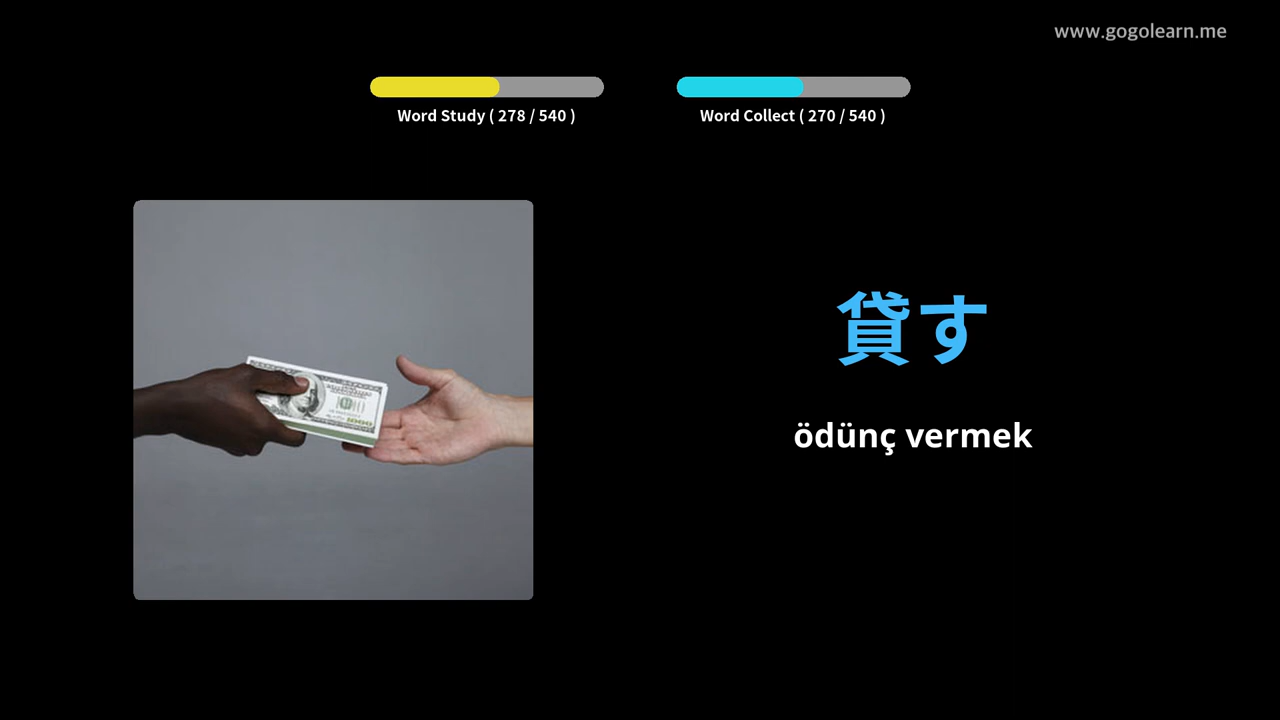 www.gogolearn.me
Word Study ( 278 / 540 )
Word Collect ( 270 / 540 )
貸す
ödünç vermek